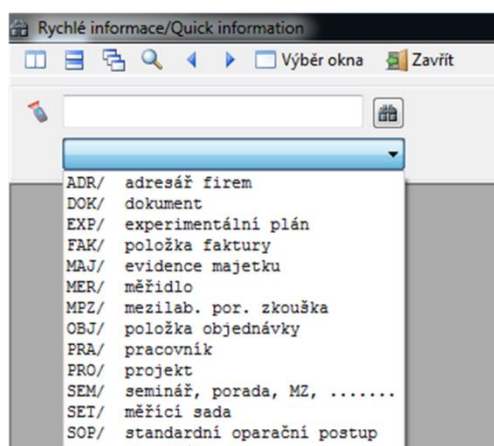 Rychlé informace/Quick information
Výběr okna Zavřít
ADR/ adresář firem
DOK/ dokument
EXP/ experimentální plán
FAK/ položka faktury
MAJ/ evidence majetku
MER/ měřidlo
MPZ/ mezilab. por. zkouška
OBJ/ položka objednávky
PRA/ pracovník
PRO/ projekt
SEM/ seminář, porada, MZ, .......
SET/ měřící sada
SOP/ standardní oparační postup